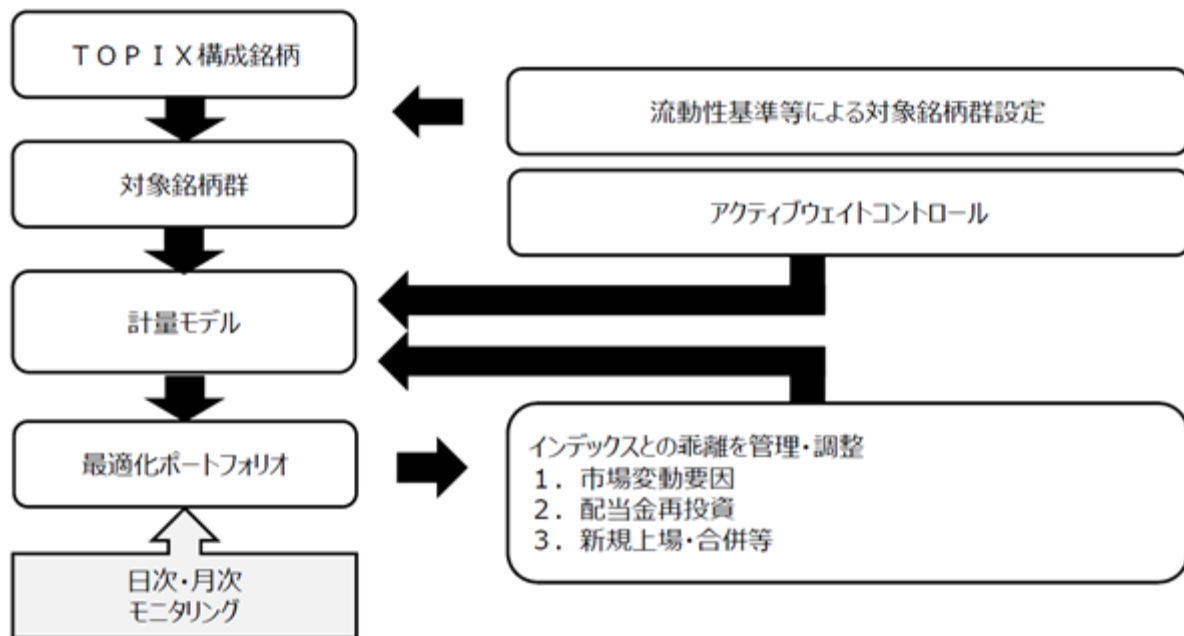 ＴＯＰＩＸ構成銘柄
流動性基準等による対象銘柄群設定
対象銘柄群
アクティブウェイトコントロール
計量モデル
最適化ポートフォリオ
インデックスとの乖離を管理・調整
１．市場変動要因
２．配当金再投資
３．新規上場・合併等
日次・月次
モニタリング